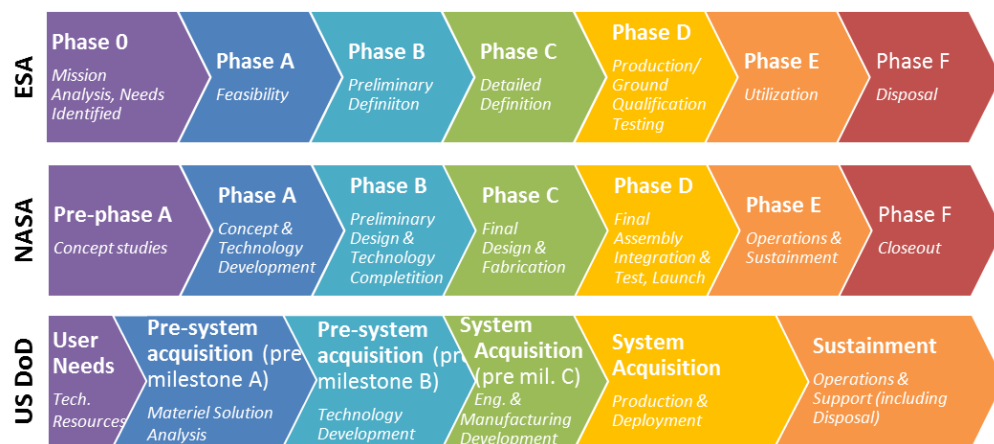 ESA
Phase 0
Mission
Analysis, Needs
Identified
Phase A
Feasibility
Phase B
Preliminary
Definiiton
Phase C
Detailed
Definition
Phase D
Production/
Ground
Qualification
Testing
Phase E
Utilization
Phase F
Disposal
NASA
Pre-phase A
Concept studies
Phase A
Concept &
Technology
Development
Phase B
Preliminary
Design &
Technology
Completition
Phase C
Final
Design &
Fabrication
Phase D
Final
Assembly
Integration &
Test, Launch
Phase E
Operations &
Sustainment
Phase F
Closeout
US DoD
User
Needs
Tech.
Resources
Pre-system
acquisition (pre
milestone A)
Materiel Solution
Analysis
Pre-system
acquisition (pr
milestone B)
Technology
Development
System
Acquisition
(pre mil. C)
Eng. &
Manufacturing
Development
System
Acquisition
Production &
Deployment
Sustainment
Operations &
Support (including
Disposal)